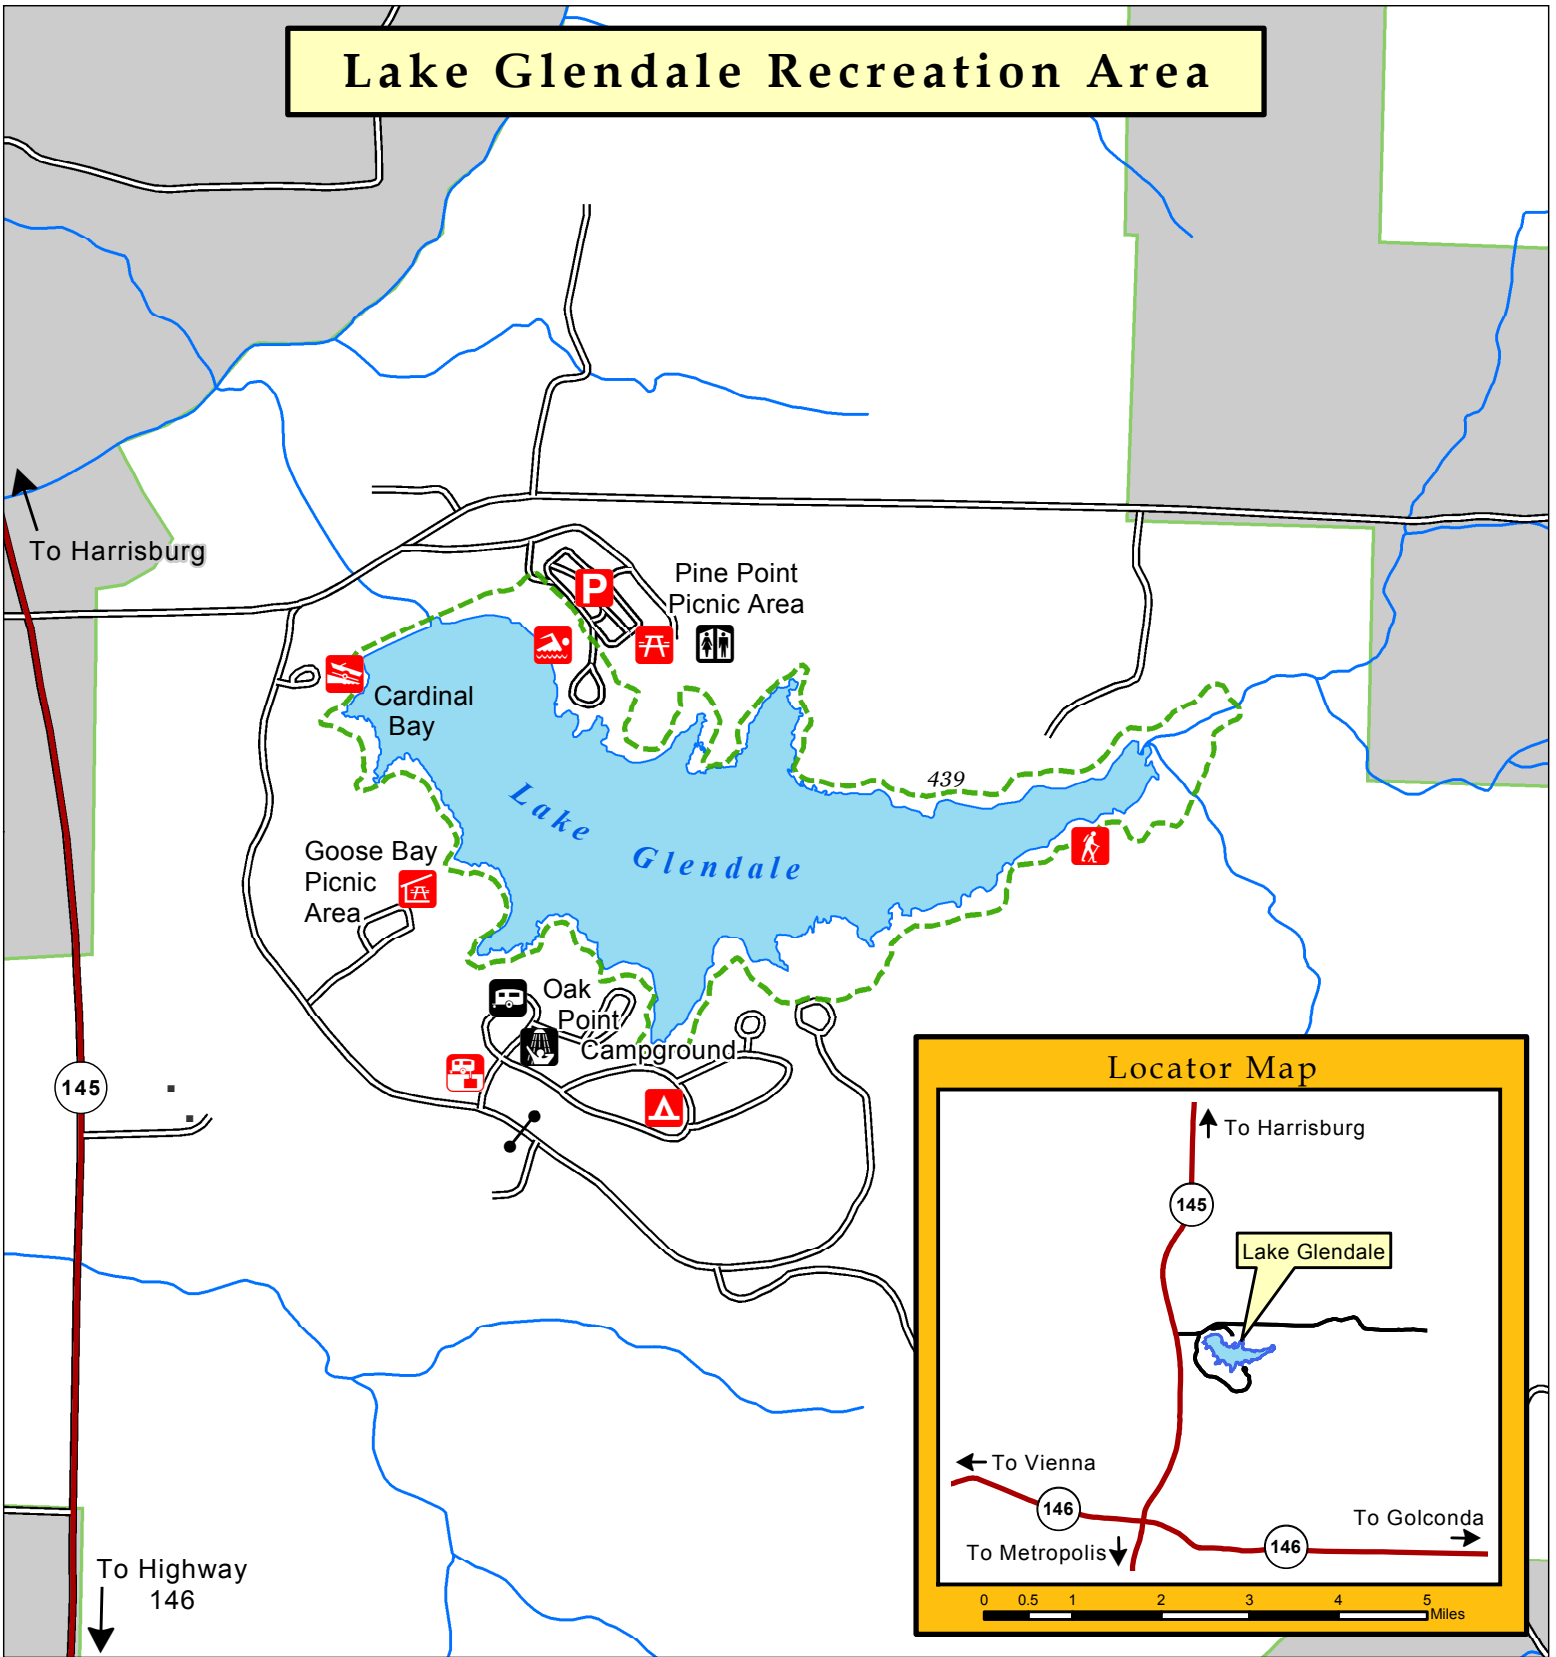 Lake Glendale Recreation Area
To Harrisburg
Pine Point
Picnic Area
P
Cardinal
Bay
439
Lake Glendale
Goose Bay
Picnic
Area
Oak
Point
Campground
145
To Highway
146
Locator Map
To Harrisburg
145
Lake Glendale
To Vienna
146
To Golconda
To Metropolis
146
0 0.5 1 2 3 4 5
Miles